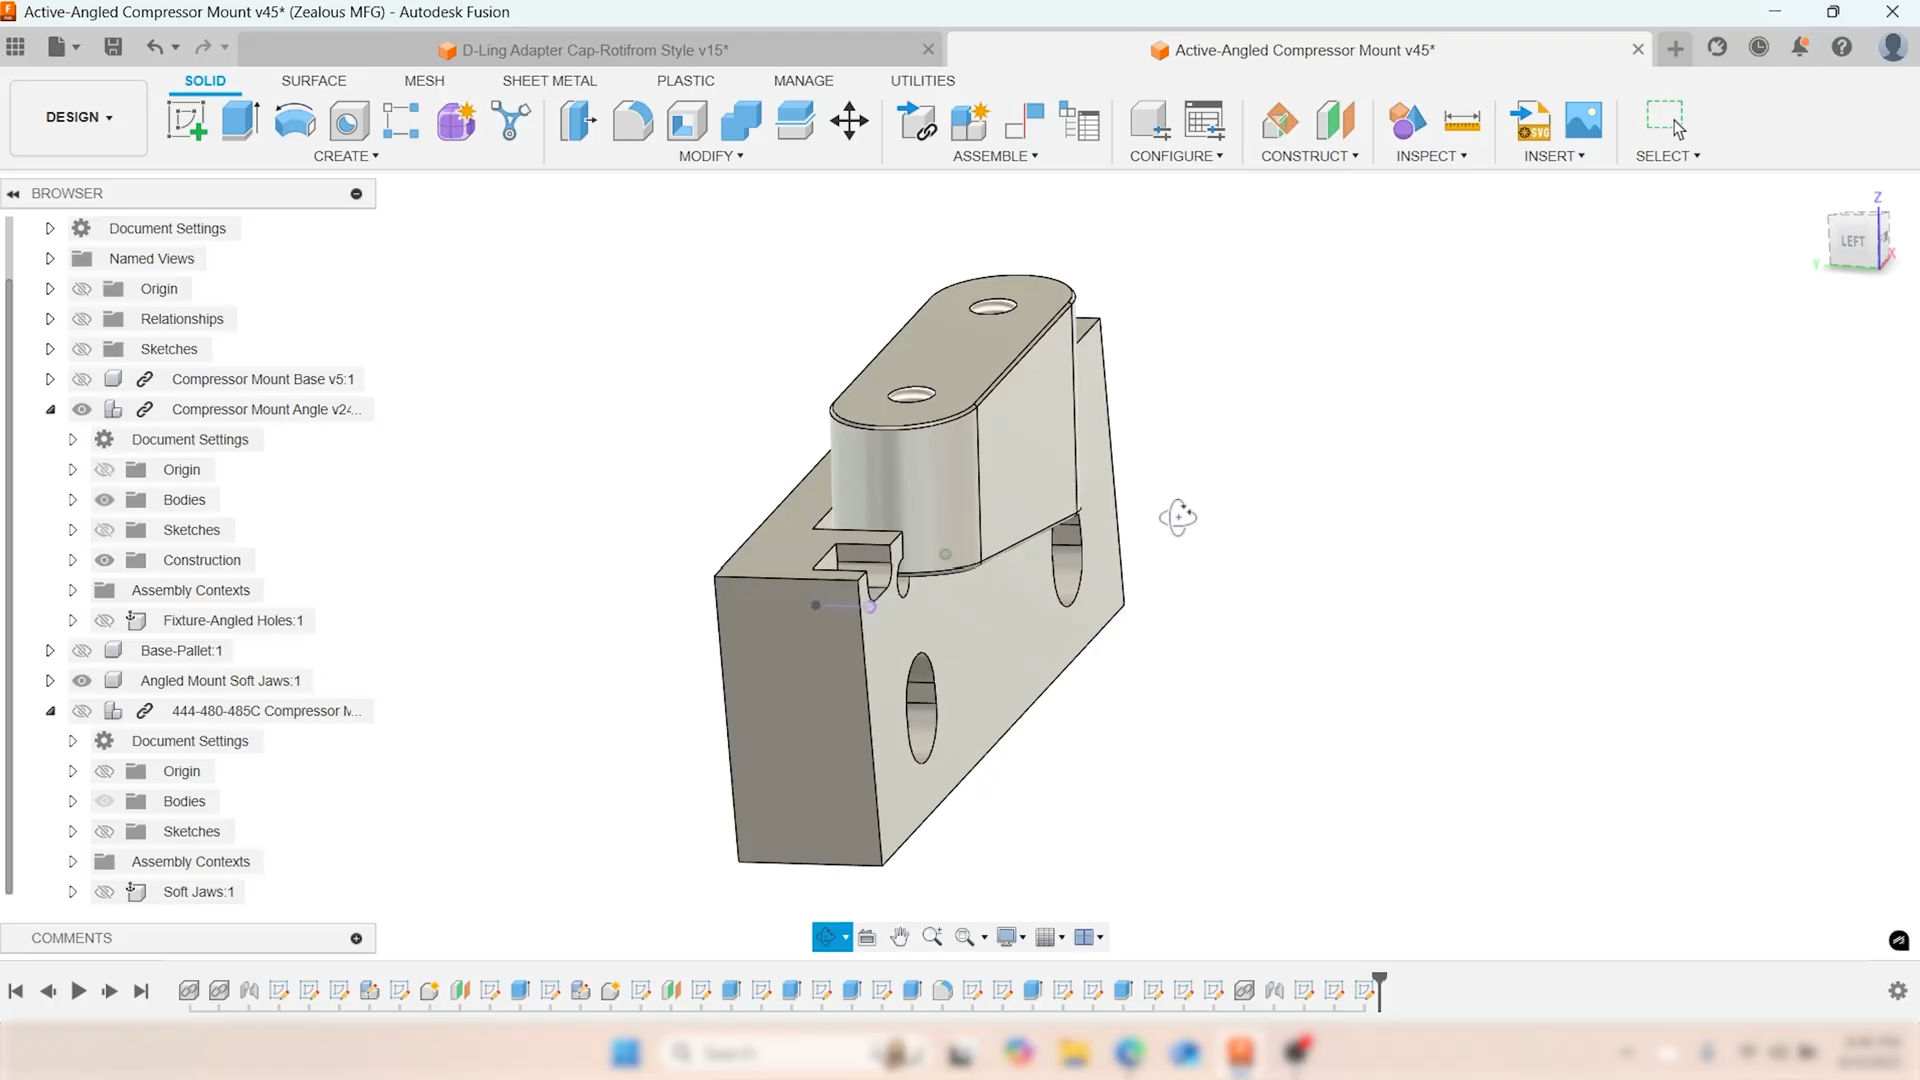 Active-Angled Compressor Mount v45* (Zealous MFG) - Autodesk Fusion
D-Ling Adapter Cap-Rotifrom Style v15*
Active-Angled Compressor Mount v45*
SOLID
SURFACE
MESH
SHEET METAL
PLASTIC
MANAGE
UTILITIES
DESIGN
CREATE
MODIFY
ASSEMBLE
CONFIGURE
CONSTRUCT
INSPECT
SVG
INSERT
SELECT
BROWSER
Document Settings
Named Views
Origin
Relationships
Sketches
Compressor Mount Base v5:1
Compressor Mount Angle v24...
Document Settings
Origin
Bodies
Sketches
Construction
Assembly Contexts
Fixture-Angled Holes:1
Base-Pallet:1
Angled Mount Soft Jaws:1
444-480-485C Compressor M...
Document Settings
Origin
Bodies
Sketches
Assembly Contexts
Soft Jaws:1
COMMENTS
Z
LEFT
X
Y
Search